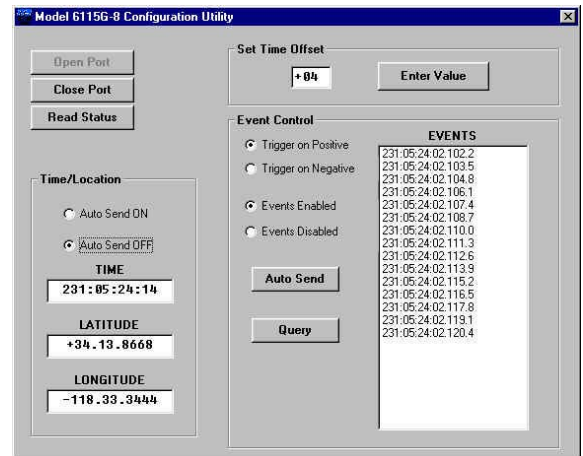 Model 6115G-8 Configuration Utility
Open Port
Close Port
Read Status
Set Time Offset
+04
Enter Value
Time/Location
Auto Send ON
Auto Send OFF
TIME
231:05:24:14
LATITUDE
+34.13.8668
LONGITUDE
-118.33.3444
Event Control
Trigger on Positive
Trigger on Negative
Events Enabled
Events Disabled
Auto Send
Query
EVENTS
231:05:24:02.102.2
231:05:24:02.103.5
231:05:24:02.104.8
231:05:24:02.106.1
231:05:24:02.107.4
231:05:24:02.108.7
231:05:24:02.110.0
231:05:24:02.111.3
231:05:24:02.112.6
231:05:24:02.113.9
231:05:24:02.115.2
231:05:24:02.116.5
231:05:24:02.117.8
231:05:24:02.119.1
231:05:24:02.120.4